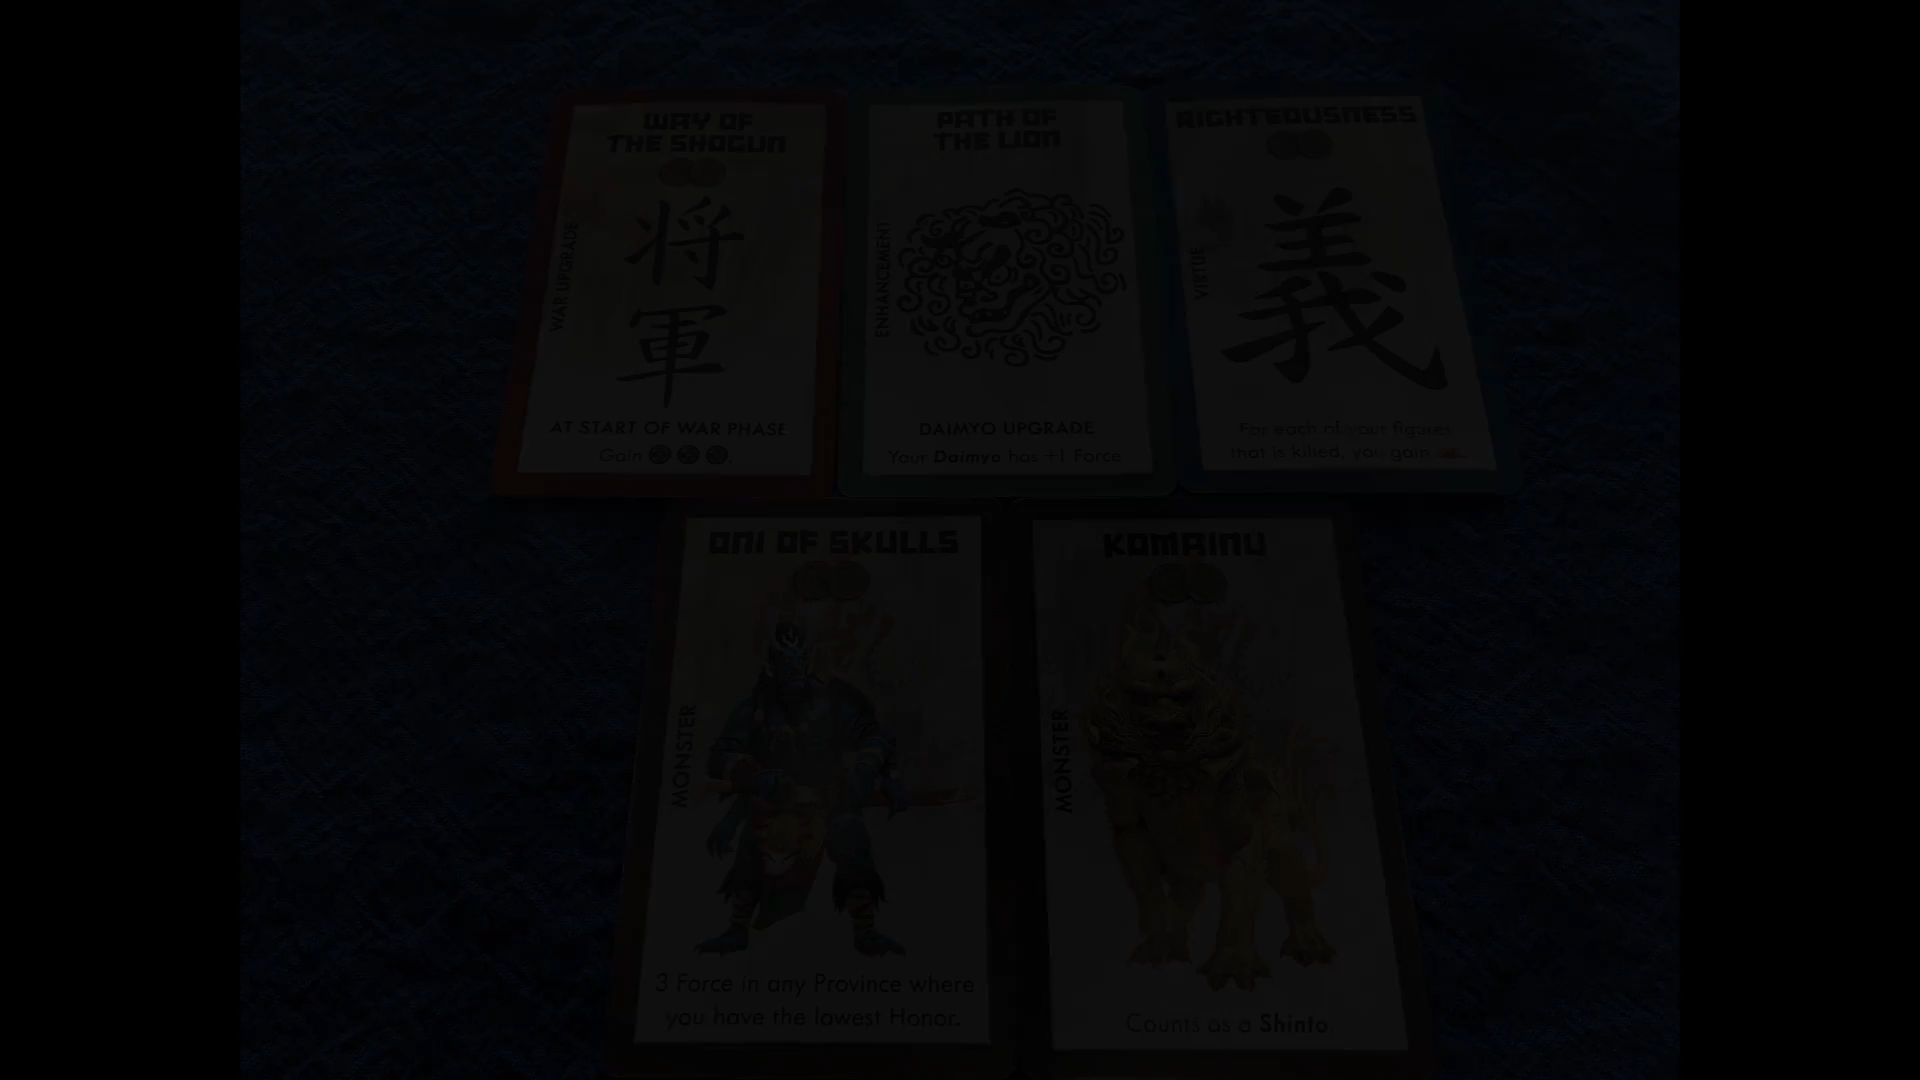 WAY OF
THE SHOGUN
WAR UPGRADE
将
軍
AT START OF WAR PHASE
Gain
PATH OF
THE LION
ENHANCEMENT
DAIMYO UPGRADE
Your Daimyo has +1 Force
RIGHTEOUSNESS
VIRTUE
義
For each of your figures
that is killed, you gain
ONI OF SKULLS
MONSTER
3 Force in any Province where
you have the lowest Honor.
KOMAINU
MONSTER
Counts as a Shinto.